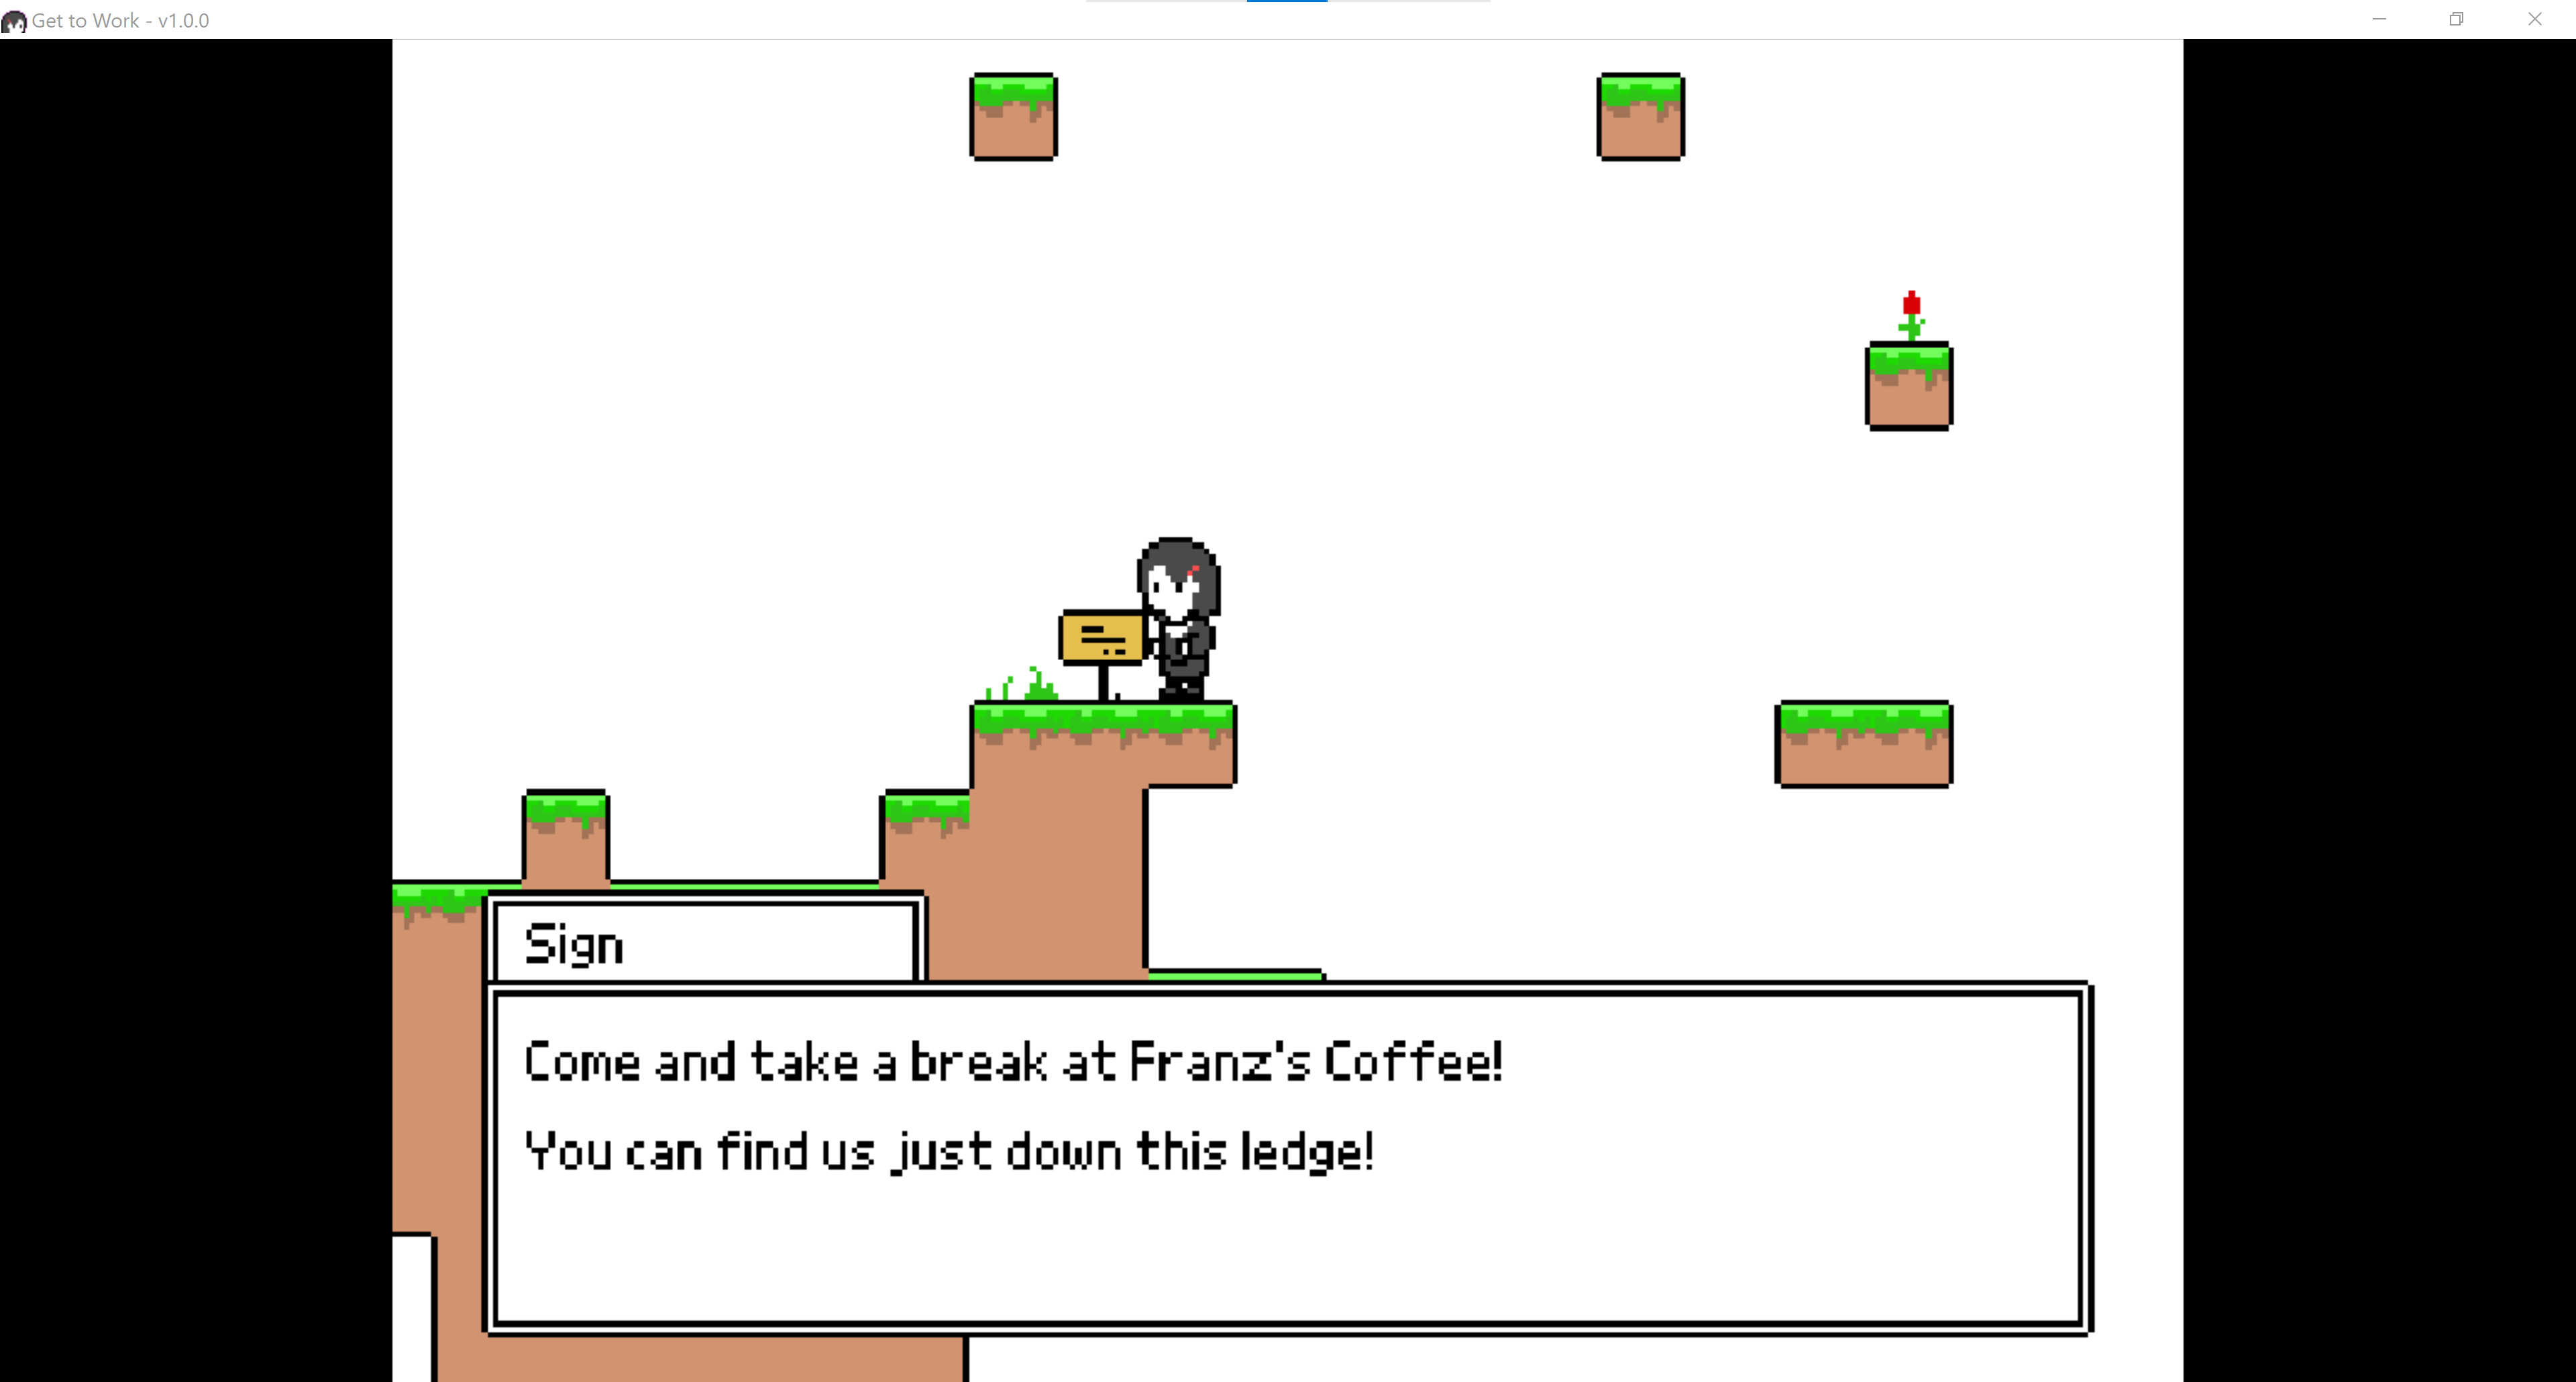 Get to Work - v1.0.0
Sign
Come and take a break at Franz's Coffee!
You can find us just down this ledge!